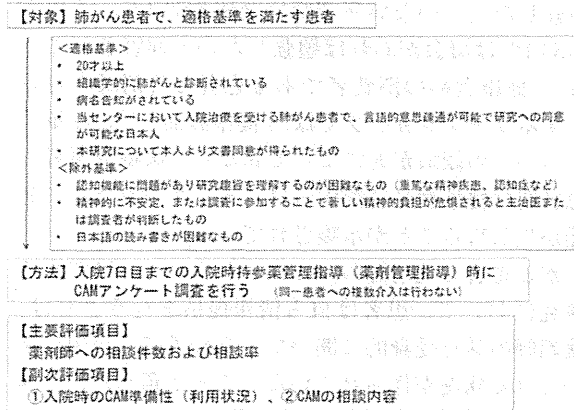 【対象】肺がん患者で、適格基準を満たす患者
＜適格基準＞
・ 20才以上
・ 組織学的に肺がんと診断されている
・ 病名告知がされている
・ 当センターにおいて入院治療を受ける肺がん患者で、言語的意思疎通が可能で研究への同意
が可能な日本人
・ 本研究について本人より文書同意が得られたもの
＜除外基準＞
・ 認知機能に問題があり研究趣旨を理解するのが困難なもの（重篤な精神疾患、認知症など）
・ 精神的に不安定、または調査に参加することで著しい精神的負担が危惧されると主治医また
は調査者が判断したもの
・ 日本語の読み書きが困難なもの
【方法】入院7日目までの入院時持参薬管理指導（薬剤管理指導）時に
CAMアンケート調査を行う （同一患者への複数介入は行わない）
【主要評価項目】
薬剤師への相談件数および相談率
【副次評価項目】
①入院時のCAM準備性（利用状況）、②CAMの相談内容